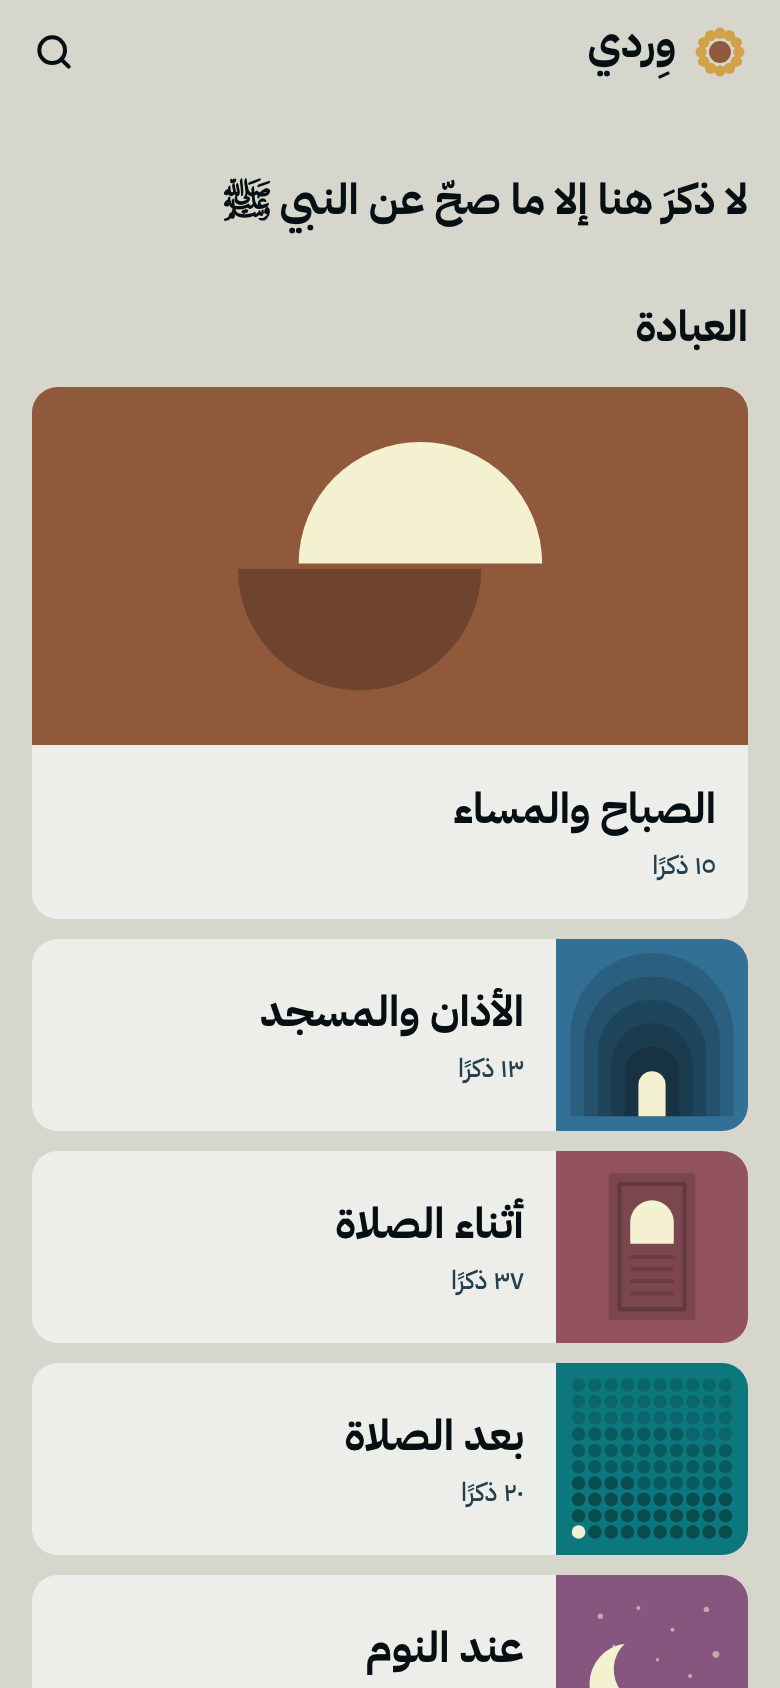 وِردي
لا ذكرَ هنا إلا ما صحّ عن النبي ﷺ
العبادة
الصباح والمساء
١٥ ذكرًا
الأذان والمسجد
١٣ ذكرًا
أثناء الصلاة
٣٧ ذكرًا
بعد الصلاة
٢٠ ذكرًا
عند النوم